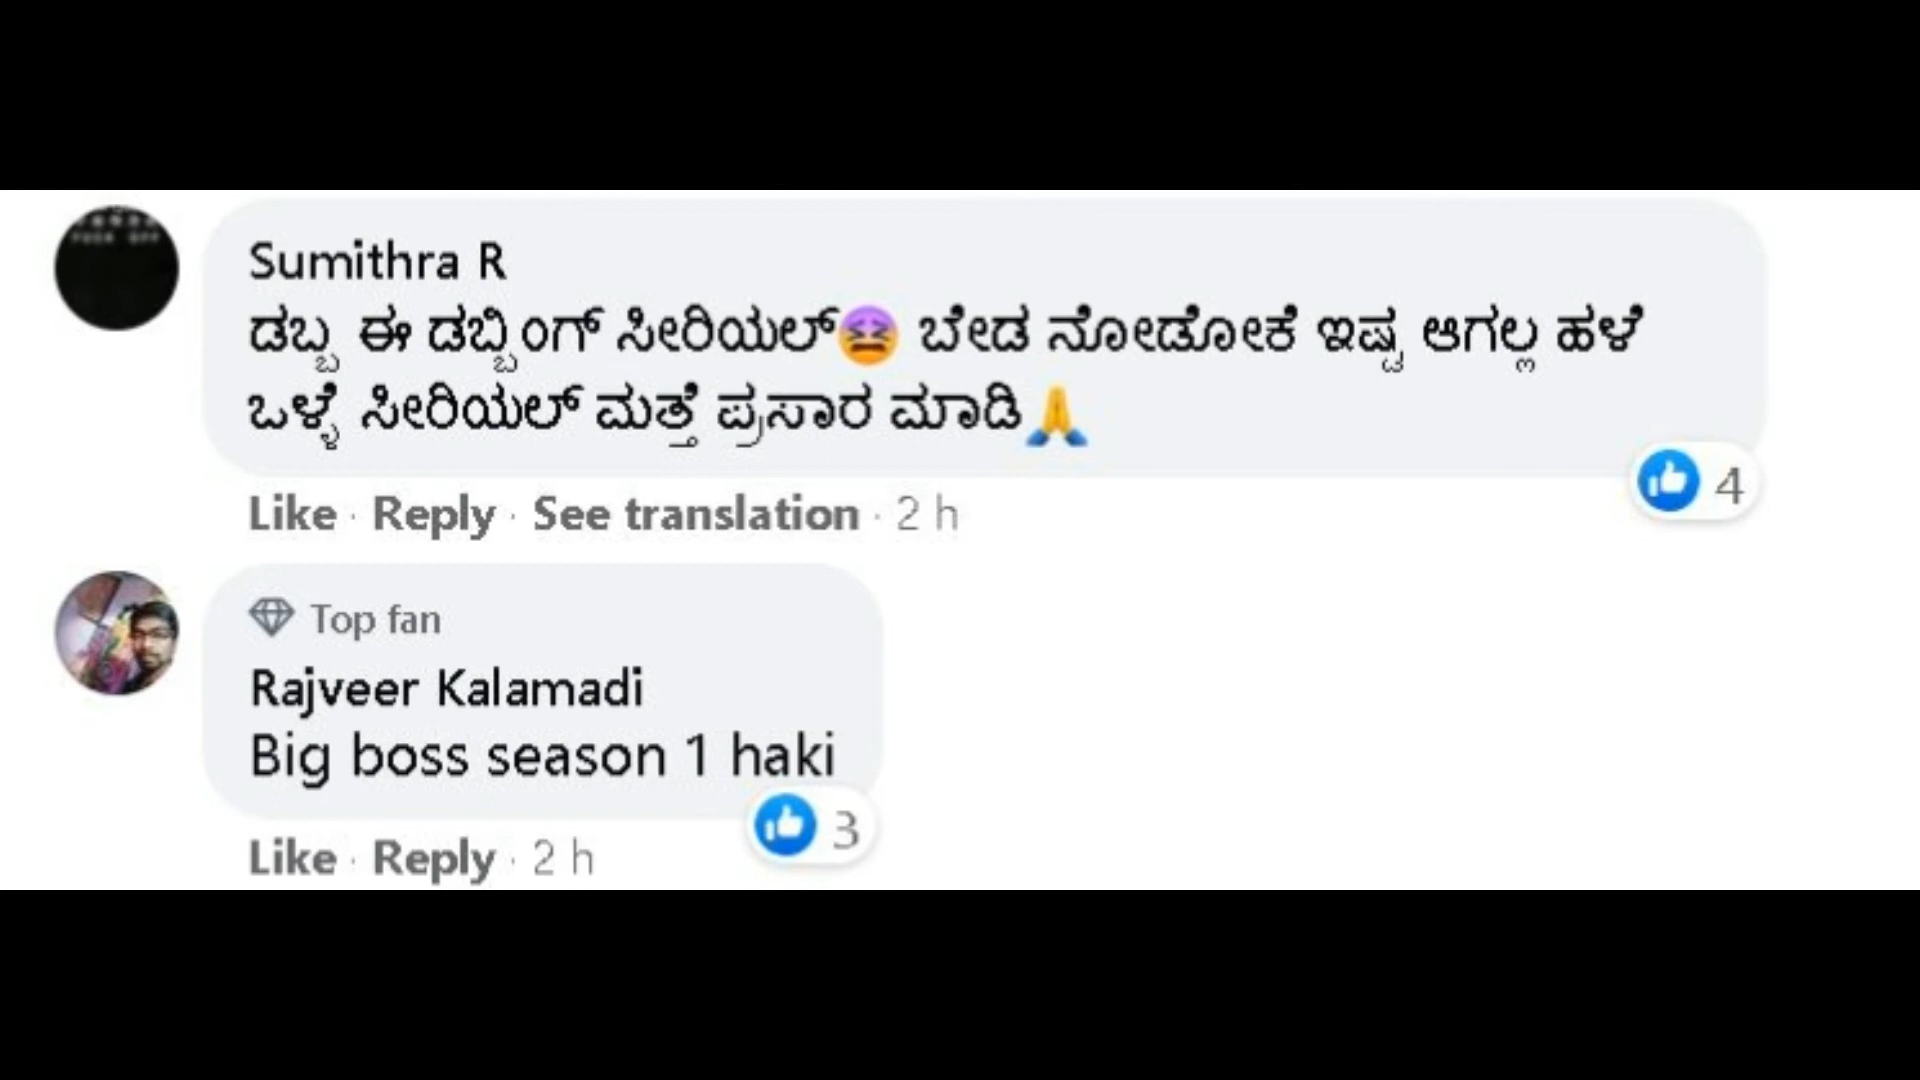 Sumithra R
ಡಬ್ಬ ಈ ಡಬ್ಬಿಂಗ್ ಸೀರಿಯಲ್😫 ಬೇಡ ನೋಡೋಕೆ ಇಷ್ಟ ಆಗಲ್ಲ ಹಳೆ
ಒಳ್ಳೆ ಸೀರಿಯಲ್ ಮತ್ತೆ ಪ್ರಸಾರ ಮಾಡಿ🙏
4
Like · Reply · See translation · 2 h
Top fan
Rajveer Kalamadi
Big boss season 1 haki
3
Like · Reply · 2 h